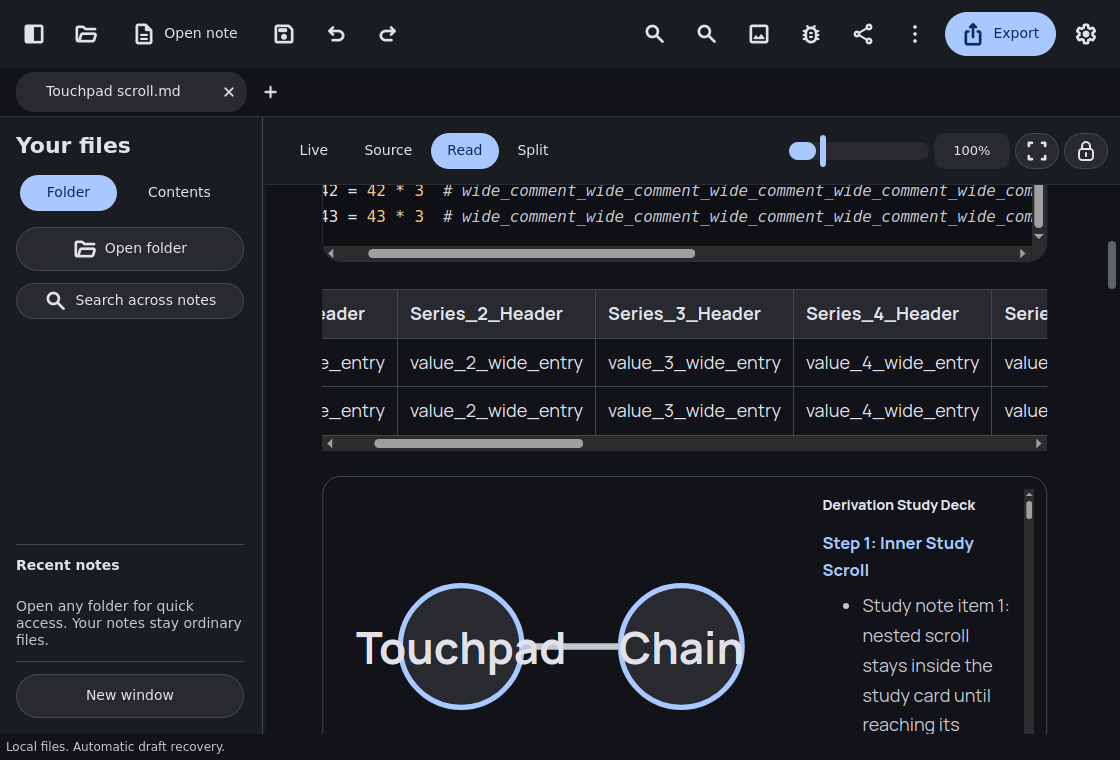 Open note
Export
Touchpad scroll.md
Your files
Folder
Contents
Open folder
Search across notes
Recent notes
Open any folder for quick
access. Your notes stay ordinary
files.
New window
Local files. Automatic draft recovery.
Live
Source
Read
Split
100%
42 = 42 * 3 # wide_comment_wide_comment_wide_comment_wide_comment_wide_com
43 = 43 * 3 # wide_comment_wide_comment_wide_comment_wide_comment_wide_com
eader Series_2_Header Series_3_Header Series_4_Header Serie
e_entry value_2_wide_entry value_3_wide_entry value_4_wide_entry value
e_entry value_2_wide_entry value_3_wide_entry value_4_wide_entry value
Touchpad
Chain
Derivation Study Deck
Step 1: Inner Study
Scroll
• Study note item 1:
nested scroll
stays inside the
study card until
reaching its